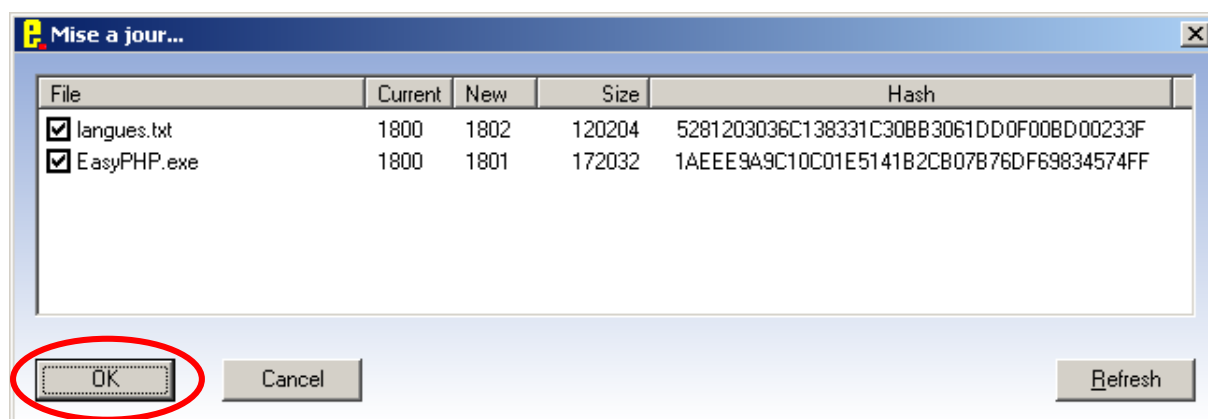 Mise a jour...
File Current New Size Hash
langues.txt 1800 1802 120204 5281203036C138331C30BB3061DD0F00BD00233F
EasyPHP.exe 1800 1801 172032 1AEEE9A9C10C01E5141B2CB07B76DF69834574FF
OK Cancel Refresh